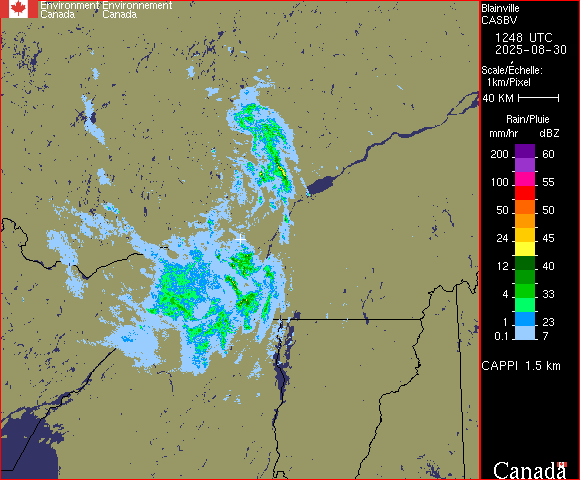 Environment Environnement
Canada Canada
Blainville
CASBV
1248 UTC
2025-08-30
Scale/Échelle:
1km/Pixel
40 KM
Rain/Pluie
mm/hr dBZ
200 60
55
100 55
50 50
24 45
12 40
4 33
1 23
0.1 7
CAPPI 1.5 km
Canada